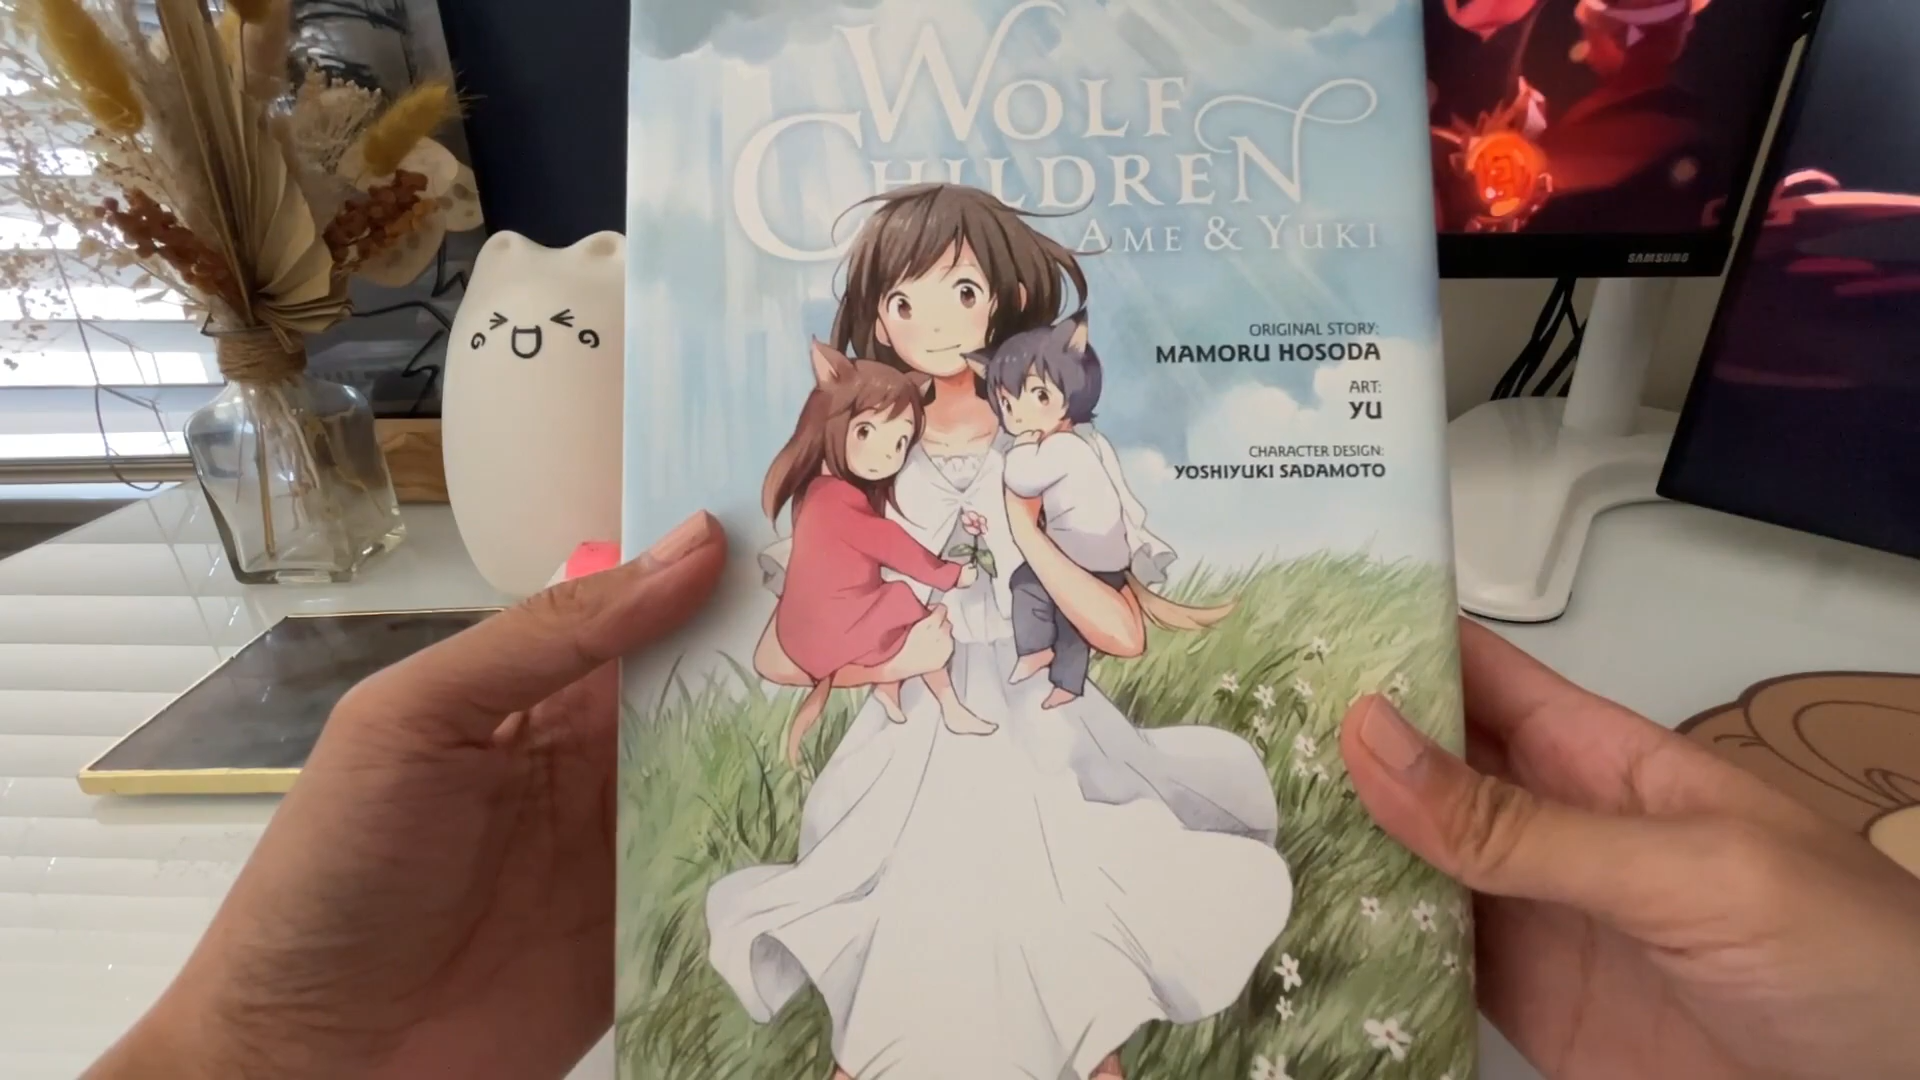 WOLF
CHILDREN
AME & YUKI
ORIGINAL STORY:
MAMORU HOSODA
ART:
YU
CHARACTER DESIGN:
YOSHIYUKI SADAMOTO
SAMSUNG